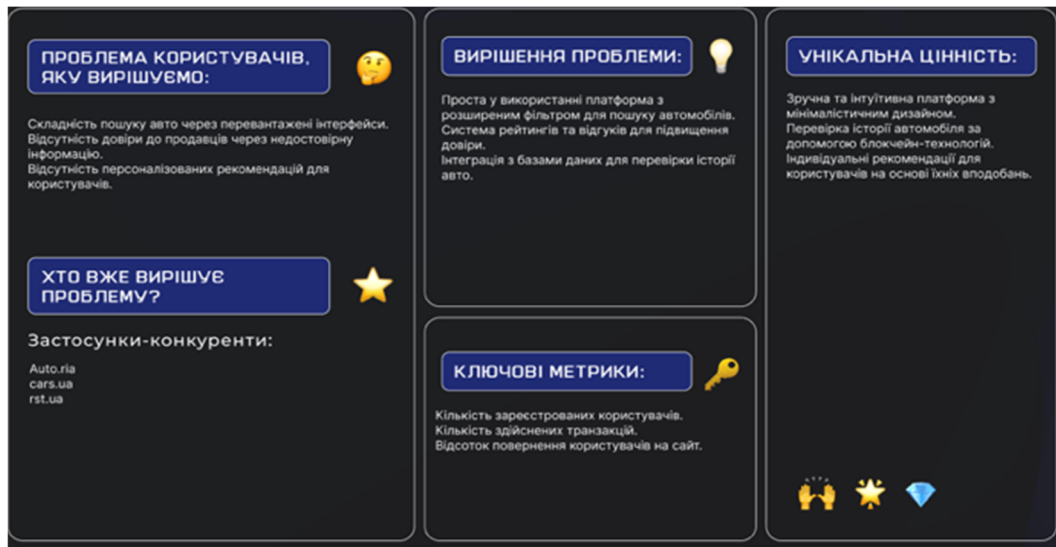 ПРОБЛЕМА КОРИСТУВАЧІВ,
ЯКУ ВИРІШУЄМО:
Складність пошуку авто через перевантажені інтерфейси.
Відсутність довіри до продавців через недостовірну
інформацію.
Відсутність персоналізованих рекомендацій для
користувачів.
ХТО ВЖЕ ВИРІШУЄ
ПРОБЛЕМУ?
Застосунки-конкуренти:
Auto.ria
cars.ua
rst.ua
ВИРІШЕННЯ ПРОБЛЕМИ:
Проста у використанні платформа з
розширеним фільтром для пошуку автомобілів.
Система рейтингів та відгуків для підвищення
довіри.
Інтеграція з базами даних для перевірки історії
авто.
КЛЮЧОВІ МЕТРИКИ:
Кількість зареєстрованих користувачів.
Кількість здійснених транзакцій.
Відсоток повернення користувачів на сайт.
УНІКАЛЬНА ЦІННІСТЬ:
Зручна та інтуїтивна платформа з
мінімалістичним дизайном.
Перевірка історії автомобіля за
допомогою блокчейн-технологій.
Індивідуальні рекомендації для
користувачів на основі їхніх вподобань.